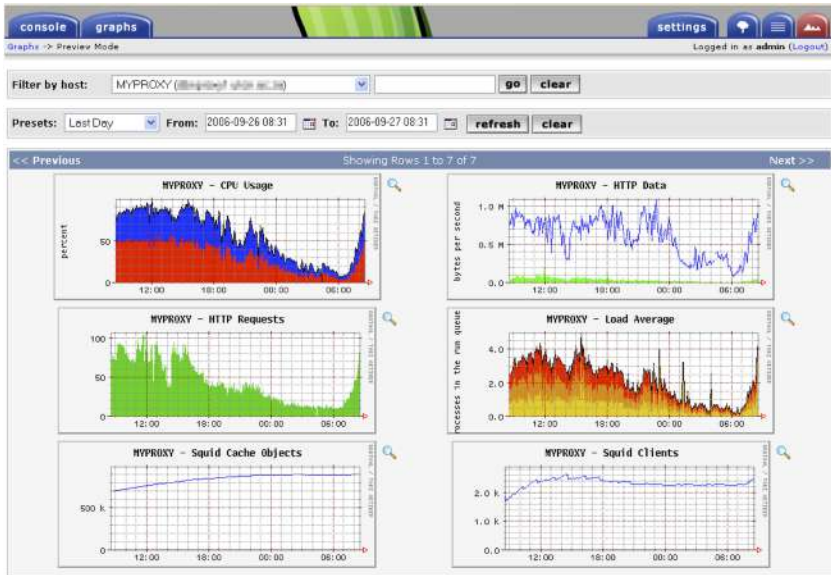 console graphs settings
Graphs -> Preview Mode Logged in as admin (Logout)
Filter by host: MYPROXY ( go clear
Presets: Last Day From: 2006-09-26 08:31 To: 2006-09-27 08:31 refresh clear
<< Previous Showing Rows 1 to 7 of 7 Next >>
MYPROXY - CPU Usage
percent
50
0
12:00 18:00 00:00 06:00
MYPROXY - HTTP Data
bytes per second
1.0 M
0.5 M
0.0
12:00 18:00 00:00 06:00
MYPROXY - HTTP Requests
100
50
0
12:00 18:00 00:00 06:00
MYPROXY - Load Average
rocesses in the run queue
4.0
2.0
0.0
12:00 18:00 00:00 06:00
MYPROXY - Squid Cache Objects
500 k
0
12:00 18:00 00:00 06:00
MYPROXY - Squid Clients
2.0 k
1.0 k
0.0
12:00 18:00 00:00 06:00